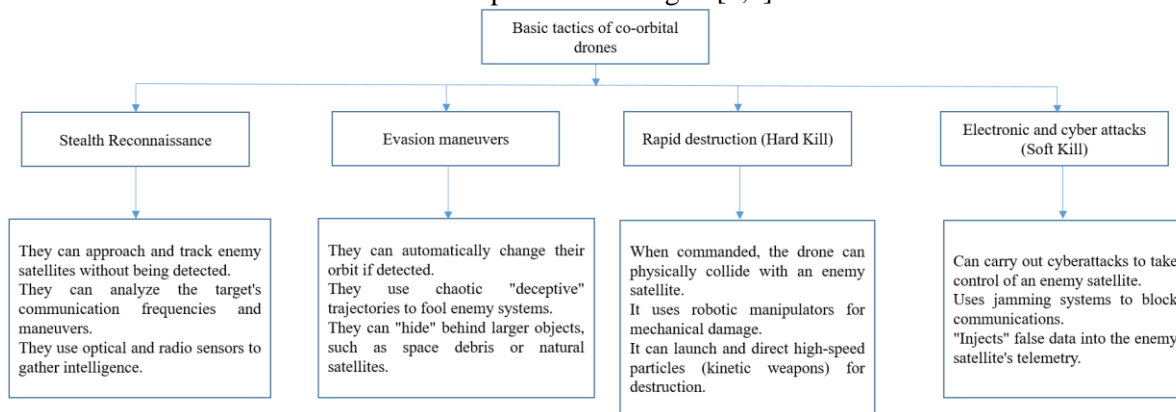 Basic tactics of co-orbital
drones
Stealth Reconnaissance
Evasion maneuvers
Rapid destruction (Hard Kill)
Electronic and cyber attacks
(Soft Kill)
They can approach and track enemy
satellites without being detected.
They can analyze the target's
communication frequencies and
maneuvers.
They use optical and radio sensors to
gather intelligence.
They can automatically change their
orbit if detected.
They use chaotic "deceptive"
trajectories to fool enemy systems.
They can "hide" behind larger objects,
such as space debris or natural
satellites.
When commanded, the drone can
physically collide with an enemy
satellite.
It uses robotic manipulators for
mechanical damage.
It can launch and direct high-speed
particles (kinetic weapons) for
destruction.
Can carry out cyberattacks to take
control of an enemy satellite.
Uses jamming systems to block
communications.
"Injects" false data into the enemy
satellite's telemetry.